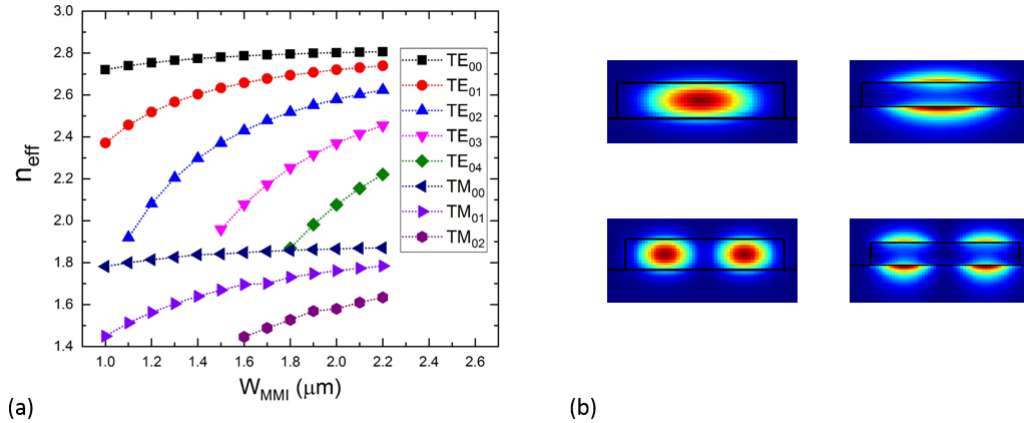 3.0
2.8
2.6
2.4
2.2
2.0
1.8
1.6
1.4
n_eff
TE₀₀
TE₀₁
TE₀₂
TE₀₃
TE₀₄
TM₀₀
TM₀₁
TM₀₂
1.0 1.2 1.4 1.6 1.8 2.0 2.2 2.4 2.6
W_MMI (μm)
(a) (b)